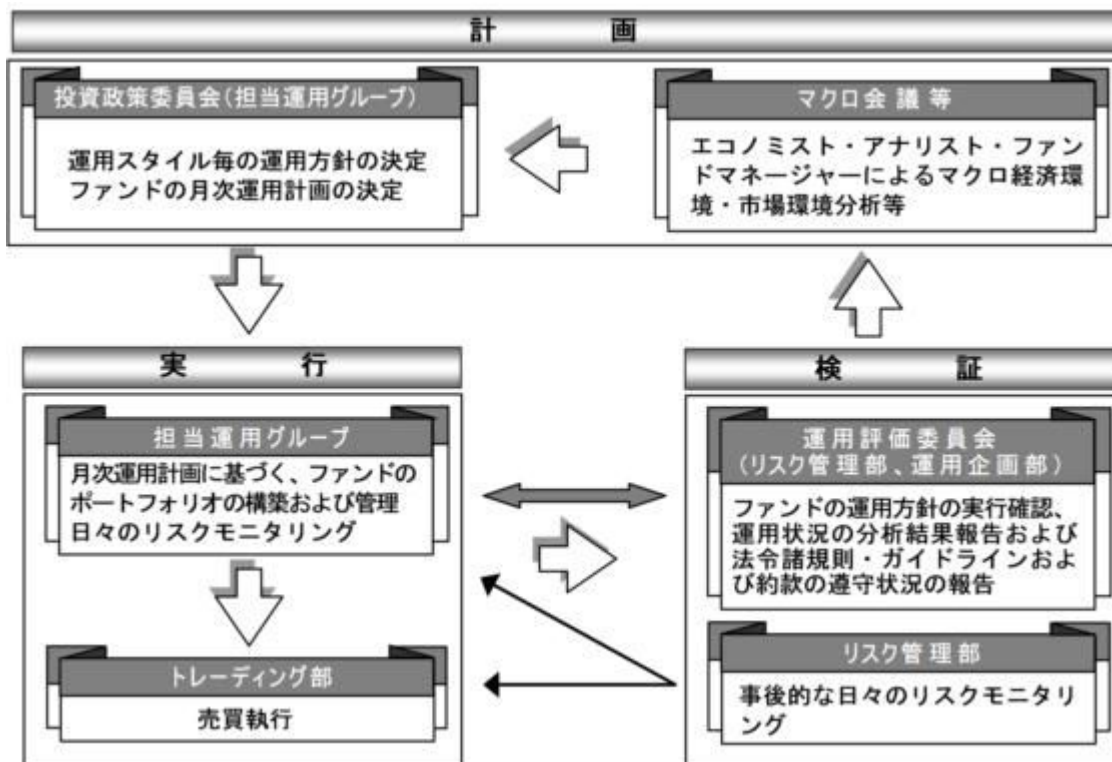 計画
投資政策委員会(担当運用グループ)
運用スタイル毎の運用方針の決定
ファンドの月次運用計画の決定
マクロ会議等
エコノミスト・アナリスト・ファン
ドマネージャーによるマクロ経済環
境・市場環境分析等
実行
担当運用グループ
月次運用計画に基づく、ファンドの
ポートフォリオの構築および管理
日々のリスクモニタリング
トレーディング部
売買執行
検証
運用評価委員会
(リスク管理部、運用企画部)
ファンドの運用方針の実行確認、
運用状況の分析結果報告および
法令諸規則・ガイドラインおよ
び約款の遵守状況の報告
リスク管理部
事後的な日々のリスクモニタリ
ング